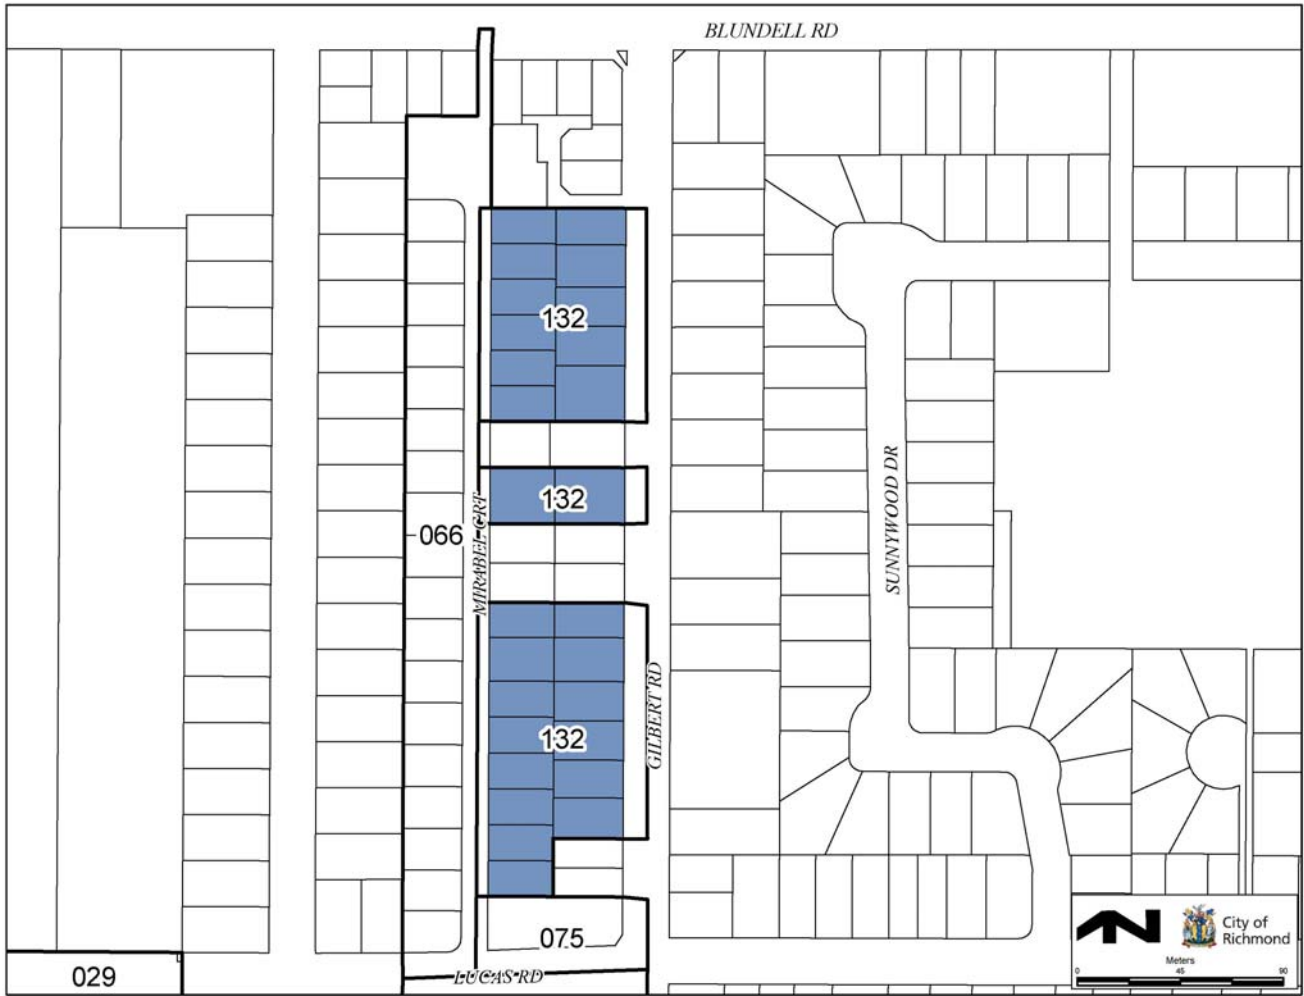 BLUNDELL RD
132
132
066
MIRABEL CRT
SUNNYWOOD DR
GILBERT RD
132
075
LUCAS RD
029
City of
Richmond
Meters
0 45 90